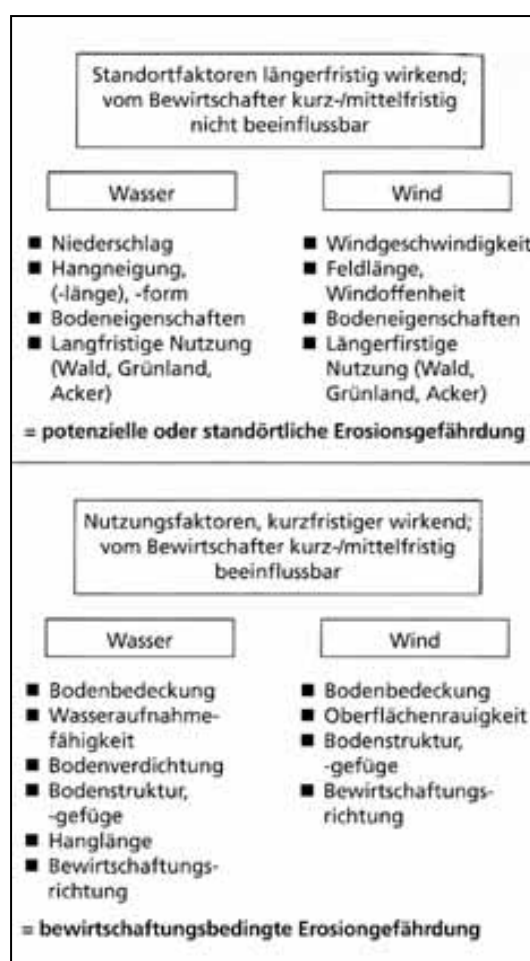 Standortfaktoren längerfristig wirkend;
vom Bewirtschafter kurz-/mittelfristig
nicht beeinflussbar
Wasser
■ Niederschlag
■ Hangneigung,
(-länge), -form
■ Bodeneigenschaften
■ Langfristige Nutzung
(Wald, Grünland,
Acker)
Wind
■ Windgeschwindigkeit
■ Feldlänge,
Windoffenheit
■ Bodeneigenschaften
■ Längerfirstige
Nutzung (Wald,
Grünland, Acker)
= potenzielle oder standörtliche Erosionsgefährdung
Nutzungsfaktoren, kurzfristiger wirkend;
vom Bewirtschafter kurz-/mittelfristig
beeinflussbar
Wasser
■ Bodenbedeckung
■ Wasseraufnahme-
fähigkeit
■ Bodenverdichtung
■ Bodenstruktur,
-gefüge
■ Hanglänge
■ Bewirtschaftungs-
richtung
Wind
■ Bodenbedeckung
■ Oberflächenrauigkeit
■ Bodenstruktur,
-gefüge
■ Bewirtschaftungs-
richtung
= bewirtschaftungsbedingte Erosiongefährdung